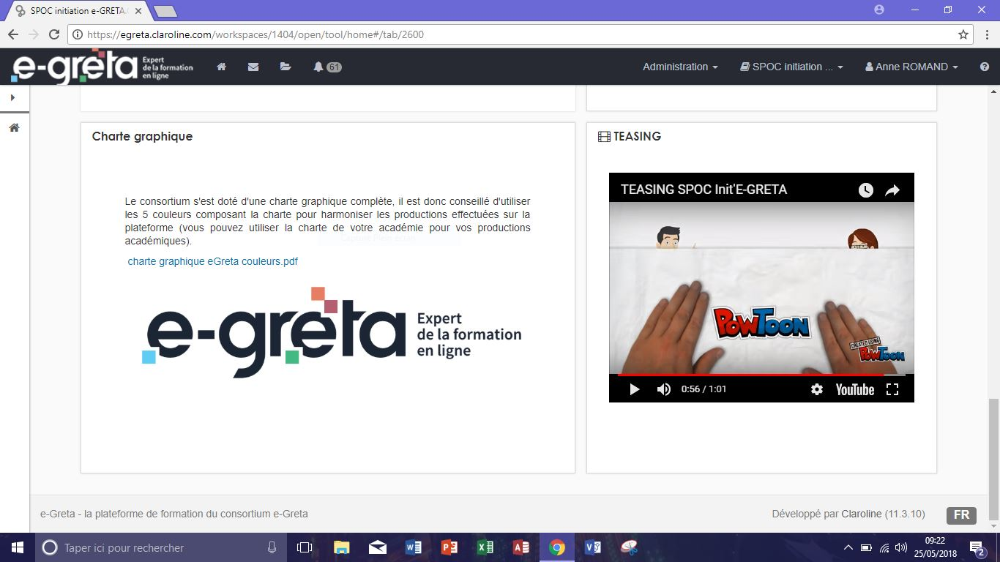 SPOC initiation e-GRETA.
https://egreta.claroline.com/workspaces/1404/open/tool/home#/tab/2600
e-greta Expert de la formation en ligne
61
Administration
SPOC initiation ...
Anne ROMAND
Charte graphique
Le consortium s'est doté d'une charte graphique complète, il est donc conseillé d'utiliser
les 5 couleurs composant la charte pour harmoniser les productions effectuées sur la
plateforme (vous pouvez utiliser la charte de votre académie pour vos productions
académiques).
Capture Plein écran
charte graphique eGreta couleurs.pdf
e-greta
Expert
de la formation
en ligne
TEASING
TEASING SPOC Init'E-GRETA
POWTOON
CREATED USING
POWTOON
0:56 / 1:01
YouTube
e-Greta - la plateforme de formation du consortium e-Greta
Développé par Claroline (11.3.10)
FR
Taper ici pour rechercher
09:22
25/05/2018
2